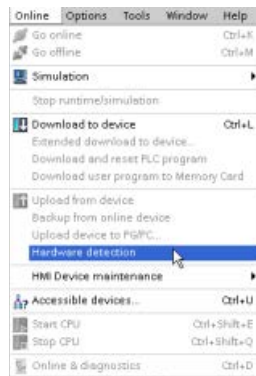 Online Options Tools Window Help
Go online Ctrl+K
Go offline Ctrl+M
Simulation
Stop runtime/simulation
Download to device Ctrl+L
Extended download to device...
Download and reset PLC program
Download user program to Memory Card
Upload from device
Backup from online device
Upload device to PG/PC...
Hardware detection
HMI Device maintenance
Accessible devices... Ctrl+U
Start CPU Ctrl+Shift+E
Stop CPU Ctrl+Shift+Q
Online & diagnostics Ctrl+D